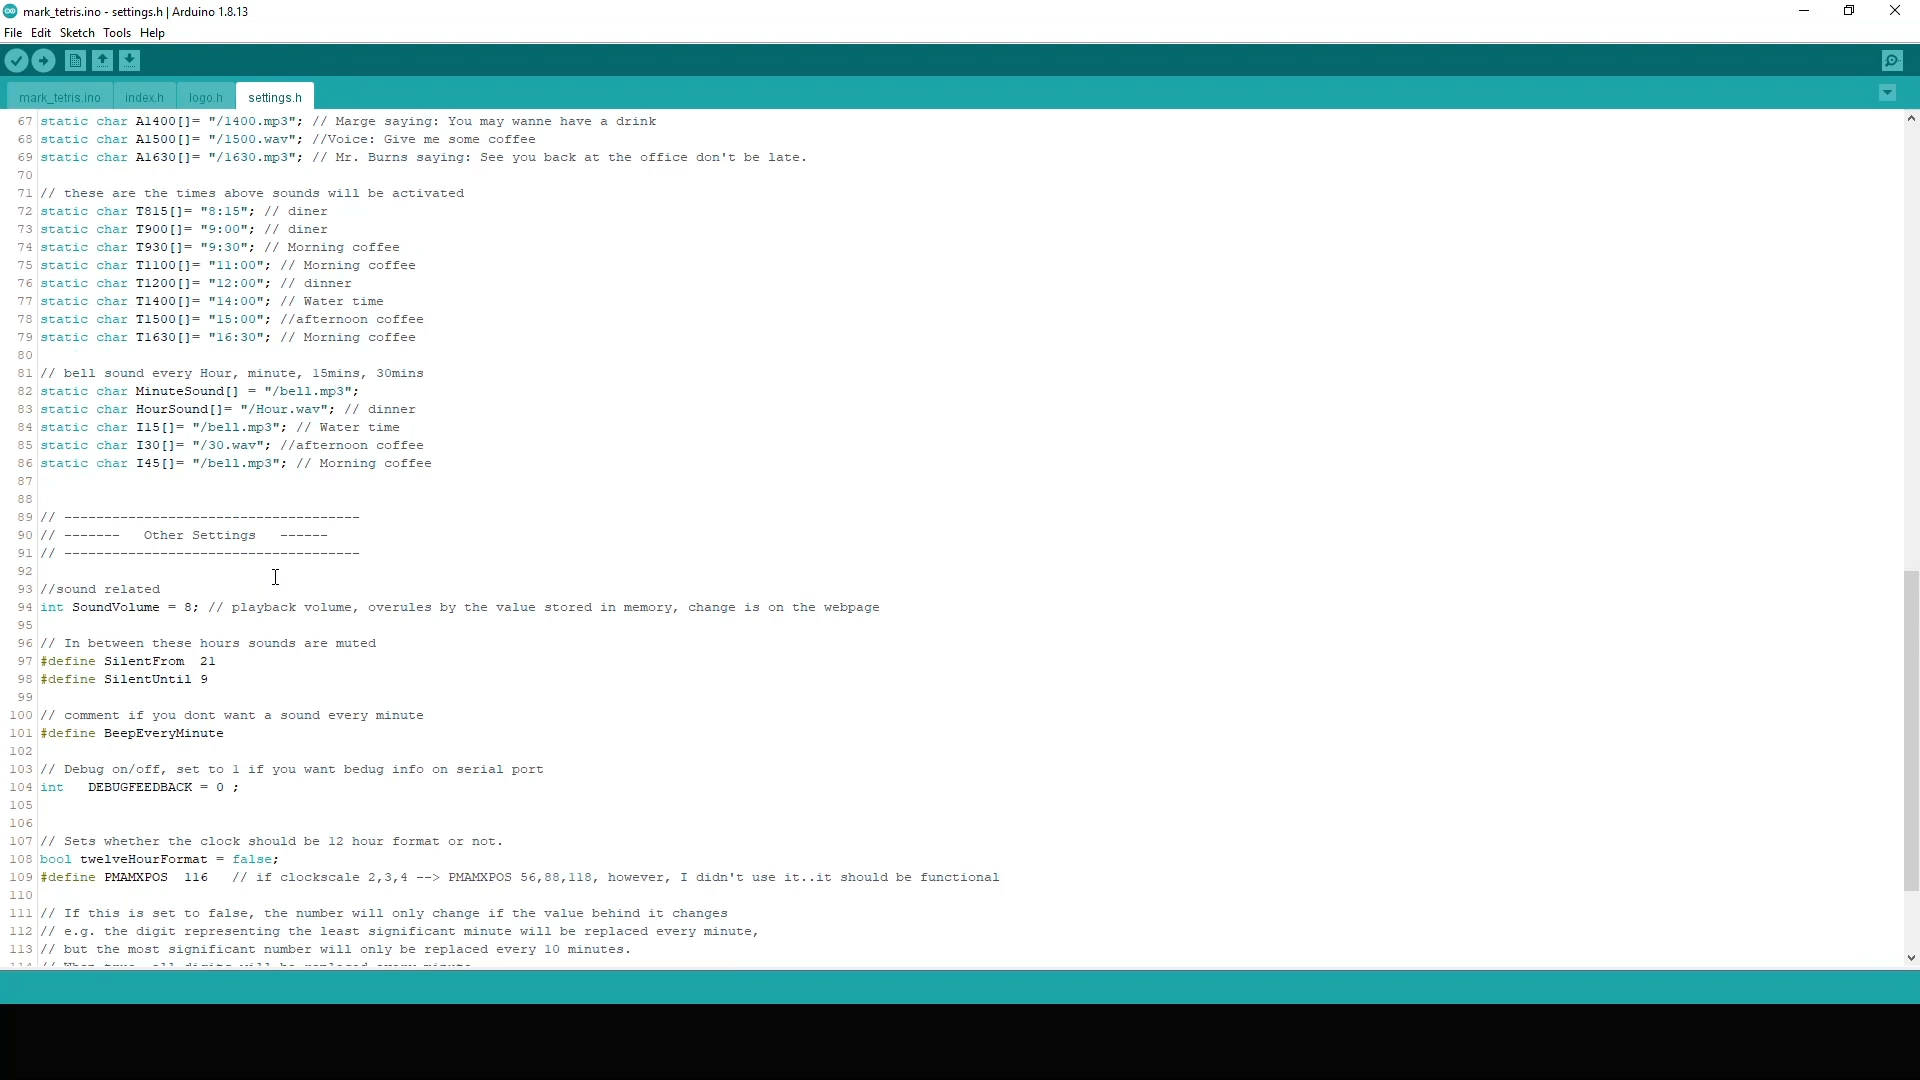 mark_tetris.ino - settings.h | Arduino 1.8.13
File Edit Sketch Tools Help
mark_tetris.ino index.h logo.h settings.h
67 static char A1400[]= "/1400.mp3"; // Marge saying: You may wanne have a drink
68 static char A1500[]= "/1500.wav"; //Voice: Give me some coffee
69 static char A1630[]= "/1630.mp3"; // Mr. Burns saying: See you back at the office don't be late.
70
71 // these are the times above sounds will be activated
72 static char T815[]= "8:15"; // diner
73 static char T900[]= "9:00"; // diner
74 static char T930[]= "9:30"; // Morning coffee
75 static char T1100[]= "11:00"; // Morning coffee
76 static char T1200[]= "12:00"; // dinner
77 static char T1400[]= "14:00"; // Water time
78 static char T1500[]= "15:00"; //afternoon coffee
79 static char T1630[]= "16:30"; // Morning coffee
80
81 // bell sound every Hour, minute, 15mins, 30mins
82 static char MinuteSound[] = "/bell.mp3";
83 static char HourSound[]= "/Hour.wav"; // dinner
84 static char I15[]= "/bell.mp3"; // Water time
85 static char I30[]= "/30.wav"; //afternoon coffee
86 static char I45[]= "/bell.mp3"; // Morning coffee
87
88
89 // -------------------------------------
90 // -------   Other Settings   ------
91 // -------------------------------------
92
93 //sound related
94 int SoundVolume = 8; // playback volume, overules by the value stored in memory, change is on the webpage
95
96 // In between these hours sounds are muted
97 #define SilentFrom  21
98 #define SilentUntil 9
99
100 // comment if you dont want a sound every minute
101 #define BeepEveryMinute
102
103 // Debug on/off, set to 1 if you want bedug info on serial port
104 int   DEBUGFEEDBACK = 0 ;
105
106
107 // Sets whether the clock should be 12 hour format or not.
108 bool twelveHourFormat = false;
109 #define PMAMXPOS  116   // if clockscale 2,3,4 --> PMAMXPOS 56,88,118, however, I didn't use it..it should be functional
110
111 // If this is set to false, the number will only change if the value behind it changes
112 // e.g. the digit representing the least significant minute will be replaced every minute,
113 // but the most significant number will only be replaced every 10 minutes.
114 // When true, all digits will be replaced every minute.